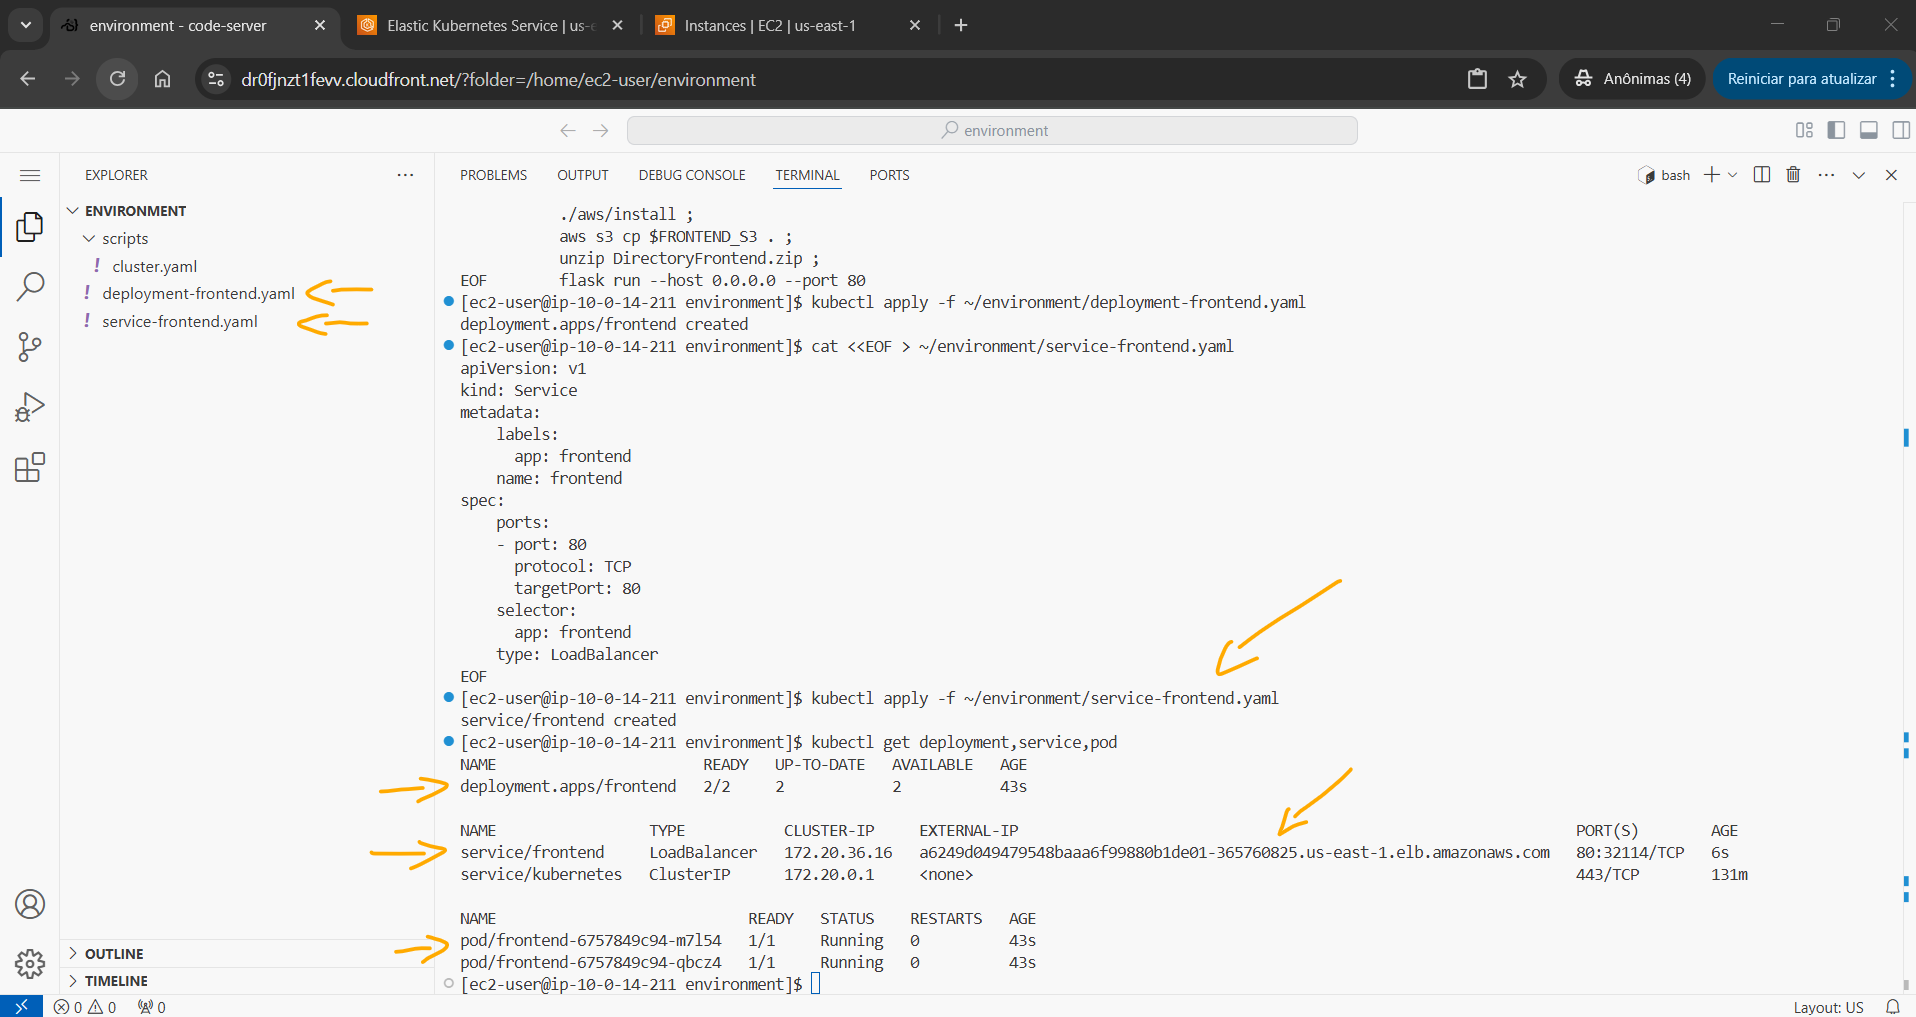 environment - code-server
Elastic Kubernetes Service | us-e
Instances | EC2 | us-east-1
dr0fjnzt1fevv.cloudfront.net/?folder=/home/ec2-user/environment
Anônimas (4)
Reiniciar para atualizar
environment
EXPLORER
ENVIRONMENT
scripts
! cluster.yaml
! deployment-frontend.yaml
! service-frontend.yaml
OUTLINE
TIMELINE
PROBLEMS OUTPUT DEBUG CONSOLE TERMINAL PORTS
bash
./aws/install ;
aws s3 cp $FRONTEND_S3 . ;
unzip DirectoryFrontend.zip ;
EOF flask run --host 0.0.0.0 --port 80
[ec2-user@ip-10-0-14-211 environment]$ kubectl apply -f ~/environment/deployment-frontend.yaml
deployment.apps/frontend created
[ec2-user@ip-10-0-14-211 environment]$ cat <<EOF > ~/environment/service-frontend.yaml
apiVersion: v1
kind: Service
metadata:
labels:
app: frontend
name: frontend
spec:
ports:
- port: 80
protocol: TCP
targetPort: 80
selector:
app: frontend
type: LoadBalancer
EOF
[ec2-user@ip-10-0-14-211 environment]$ kubectl apply -f ~/environment/service-frontend.yaml
service/frontend created
[ec2-user@ip-10-0-14-211 environment]$ kubectl get deployment,service,pod
NAME READY UP-TO-DATE AVAILABLE AGE
deployment.apps/frontend 2/2 2 2 43s
NAME TYPE CLUSTER-IP EXTERNAL-IP PORT(S) AGE
service/frontend LoadBalancer 172.20.36.16 a6249d049479548baaa6f99880b1de01-365760825.us-east-1.elb.amazonaws.com 80:32114/TCP 6s
service/kubernetes ClusterIP 172.20.0.1 <none> 443/TCP 131m
NAME READY STATUS RESTARTS AGE
pod/frontend-6757849c94-m7l54 1/1 Running 0 43s
pod/frontend-6757849c94-qbcz4 1/1 Running 0 43s
[ec2-user@ip-10-0-14-211 environment]$
0 0 0
Layout: US